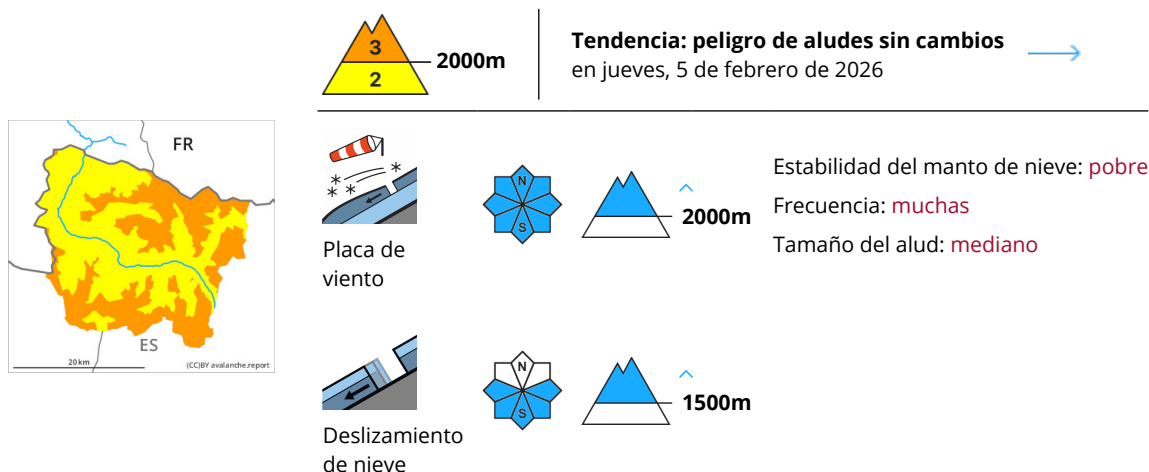 3
2
2000m
Tendencia: peligro de aludes sin cambios
en jueves, 5 de febrero de 2026
FR
ES
20 km
(CC)BY avalanche.report
Placa de
viento
N
S
2000m
Estabilidad del manto de nieve: pobre
Frecuencia: muchas
Tamaño del alud: mediano
Deslizamiento
de nieve
N
S
1500m